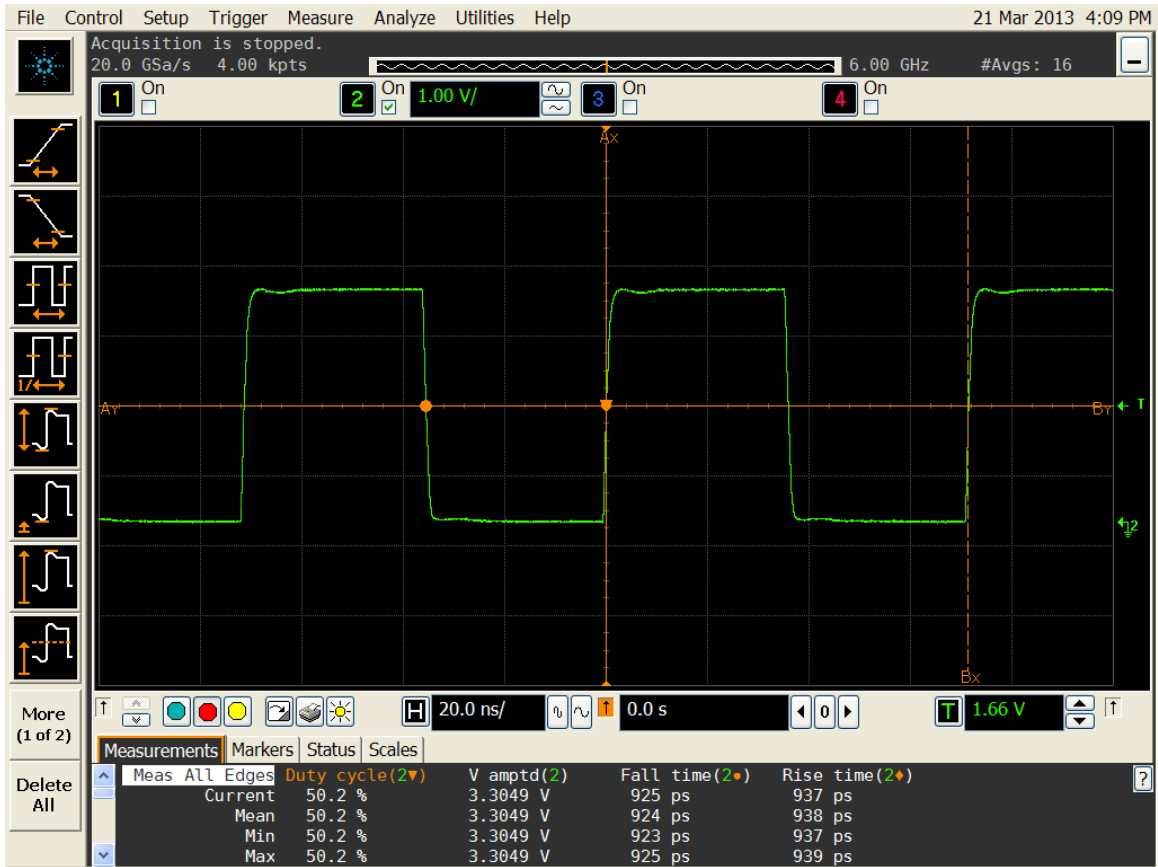 File Control Setup Trigger Measure Analyze Utilities Help 21 Mar 2013 4:09 PM
Acquisition is stopped.
20.0 GSa/s 4.00 kpts 6.00 GHz #Avgs: 16
1 On 2 On 1.00 V/ 3 On 4 On
Ax
1/
AY BY T
2
Bx
More
(1 of 2)
Delete
All
H 20.0 ns/ 0.0 s 0 T 1.66 V
Measurements Markers Status Scales
Meas All Edges Duty cycle(2▼) V amptd(2) Fall time(2●) Rise time(2♦) ?
Current 50.2 % 3.3049 V 925 ps 937 ps
Mean 50.2 % 3.3049 V 924 ps 938 ps
Min 50.2 % 3.3049 V 923 ps 937 ps
Max 50.2 % 3.3049 V 925 ps 939 ps